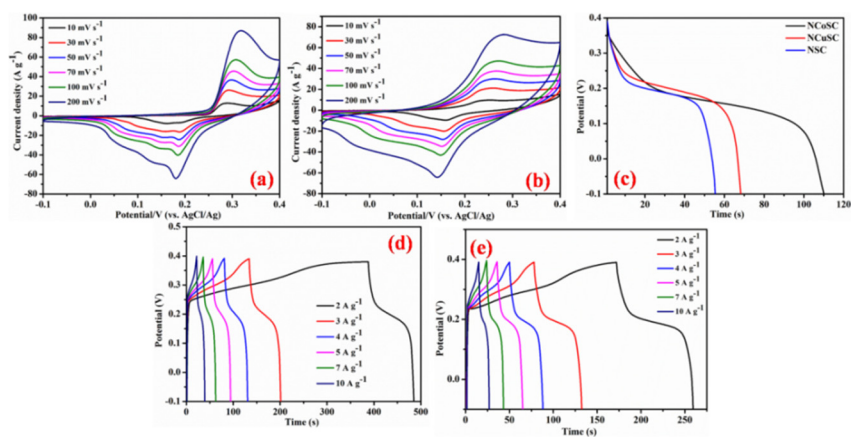 100
80
60
40
20
0
-20
-40
-60
-80
Current density (A g-1)
10 mV s-1
30 mV s-1
50 mV s-1
70 mV s-1
100 mV s-1
200 mV s-1
(a)
-0.1 0.0 0.1 0.2 0.3 0.4
Potential/V (vs. AgCl/Ag)
100
80
60
40
20
0
-20
-40
-60
-80
Current density (A g-1)
10 mV s-1
30 mV s-1
50 mV s-1
70 mV s-1
100 mV s-1
200 mV s-1
(b)
-0.1 0.0 0.1 0.2 0.3 0.4
Potential/V (vs. AgCl/Ag)
0.4
0.3
0.2
0.1
0.0
-0.1
Potential (V)
NCoSC
NCuSC
NSC
(c)
20 40 60 80 100 120
Time (s)
0.5
0.4
0.3
0.2
0.1
0.0
-0.1
Potential (V)
(d)
2 A g-1
3 A g-1
4 A g-1
5 A g-1
7 A g-1
10 A g-1
0 100 200 300 400 500
Time (s)
0.4
0.2
0.0
Potential (V)
(e)
2 A g-1
3 A g-1
4 A g-1
5 A g-1
7 A g-1
10 A g-1
0 50 100 150 200 250
Time (s)